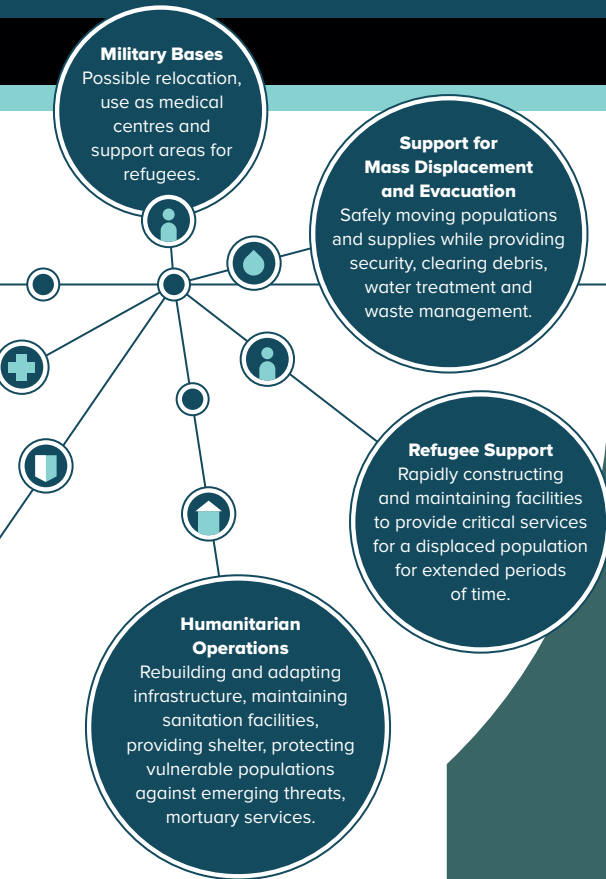 Military Bases
Possible relocation,
use as medical
centres and
support areas for
refugees.
Support for
Mass Displacement
and Evacuation
Safely moving populations
and supplies while providing
security, clearing debris,
water treatment and
waste management.
Refugee Support
Rapidly constructing
and maintaining facilities
to provide critical services
for a displaced population
for extended periods
of time.
Humanitarian
Operations
Rebuilding and adapting
infrastructure, maintaining
sanitation facilities,
providing shelter, protecting
vulnerable populations
against emerging threats,
mortuary services.